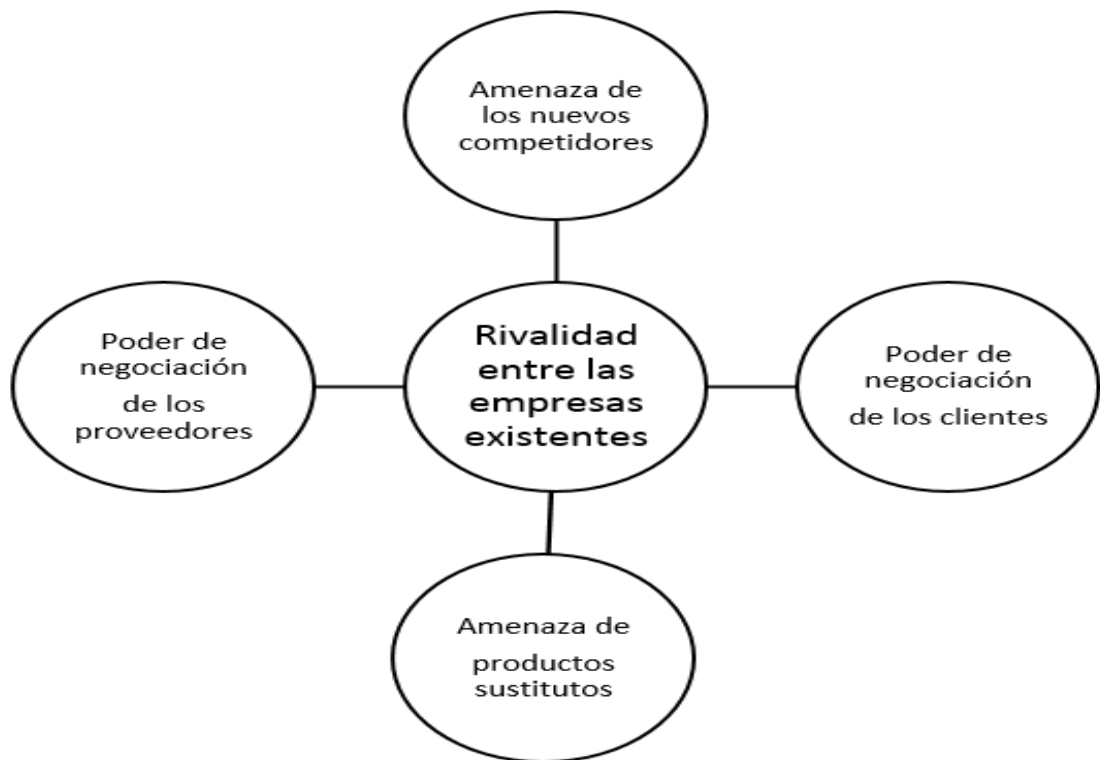 Amenaza de
los nuevos
competidores
Poder de
negociación
de los
proveedores
Rivalidad
entre las
empresas
existentes
Poder de
negociación
de los clientes
Amenaza de
productos
sustitutos